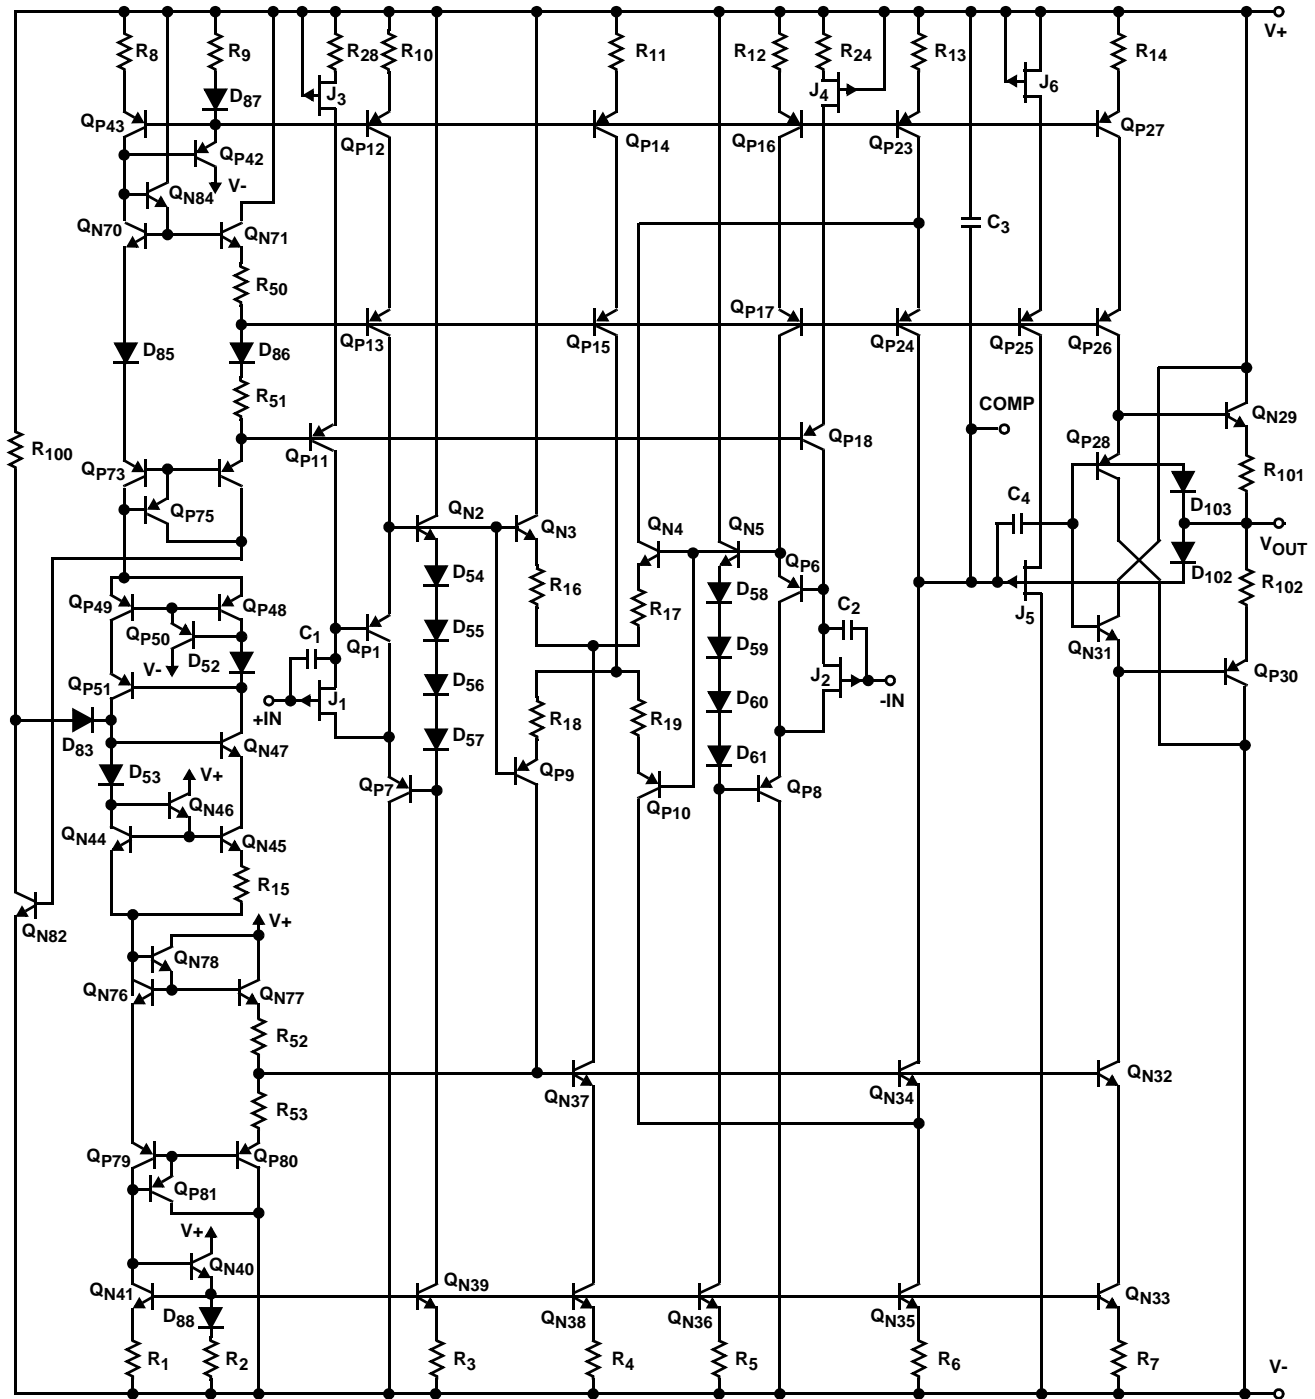 V+
R8
R9
R28
R10
R11
R12
R24
R13
R14
D87
J3
J4
J6
QP43
QP42
QP12
QP14
QP16
QP23
QP27
V-
QN84
QN70
QN71
C3
R50
QP17
D85
D86
QP13
QP15
QP24
QP25
QP26
R51
COMP
QN29
R100
QP11
QP18
QP28
R101
QP73
QP75
C4
D103
QN2
QN3
QN4
QN5
VOUT
D54
R16
QP6
D102
QP49
QP48
R17
D58
R102
QP50
C2
J5
V-
D52
D55
C1
QP1
D59
QN31
QP51
D56
J1
J2
QP30
+IN
-IN
D60
D83
QN47
D57
R18
R19
D53
V+
D61
QN46
QP7
QP9
QP10
QP8
QN44
QN45
R15
QN82
V+
QN78
QN76
QN77
R52
QN37
QN34
QN32
R53
QP79
QP80
QP81
V+
QN40
QN41
QN39
D88
QN38
QN36
QN35
QN33
R1
R2
R3
R4
R5
R6
R7
V-